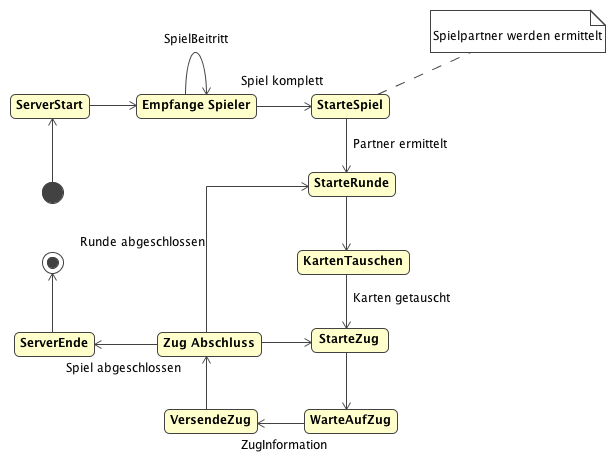 SpielBeitritt
Spielpartner werden ermittelt
Spiel komplett
ServerStart
Empfange Spieler
StarteSpiel
Partner ermittelt
StarteRunde
Runde abgeschlossen
KartenTauschen
Karten getauscht
ServerEnde
Zug Abschluss
StarteZug
Spiel abgeschlossen
VersendeZug
WarteAufZug
ZugInformation